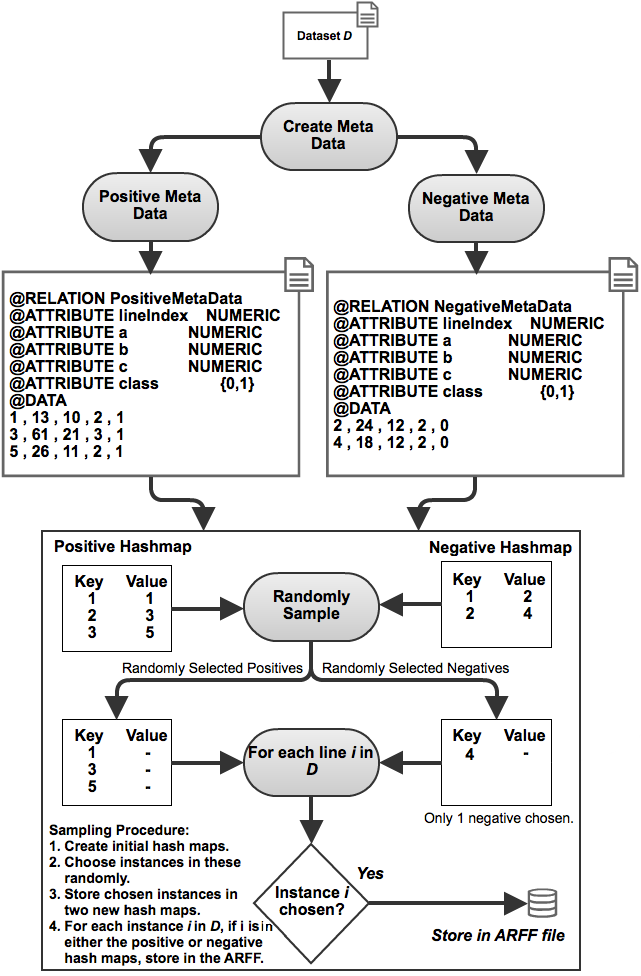 Dataset D
Create Meta
Data
Positive Meta
Data
Negative Meta
Data
@RELATION PositiveMetaData
@ATTRIBUTE lineIndex NUMERIC
@ATTRIBUTE a NUMERIC
@ATTRIBUTE b NUMERIC
@ATTRIBUTE c NUMERIC
@ATTRIBUTE class {0,1}
@DATA
1 , 13 , 10 , 2 , 1
3 , 61 , 21 , 3 , 1
5 , 26 , 11 , 2 , 1
@RELATION NegativeMetaData
@ATTRIBUTE lineIndex NUMERIC
@ATTRIBUTE a NUMERIC
@ATTRIBUTE b NUMERIC
@ATTRIBUTE c NUMERIC
@ATTRIBUTE class {0,1}
@DATA
2 , 24 , 12 , 2 , 0
4 , 18 , 12 , 2 , 0
Positive Hashmap
Key Value
1 1
2 3
3 5
Randomly
Sample
Negative Hashmap
Key Value
1 2
2 4
Randomly Selected Positives
Randomly Selected Negatives
Key Value
1 -
3 -
5 -
For each line i in
D
Key Value
4 -
Only 1 negative chosen.
Sampling Procedure:
1. Create initial hash maps.
2. Choose instances in these
randomly.
3. Store chosen instances in
two new hash maps.
4. For each instance i in D, if i is in
either the positive or negative
hash maps, store in the ARFF.
Instance i
chosen?
Yes
Store in ARFF file